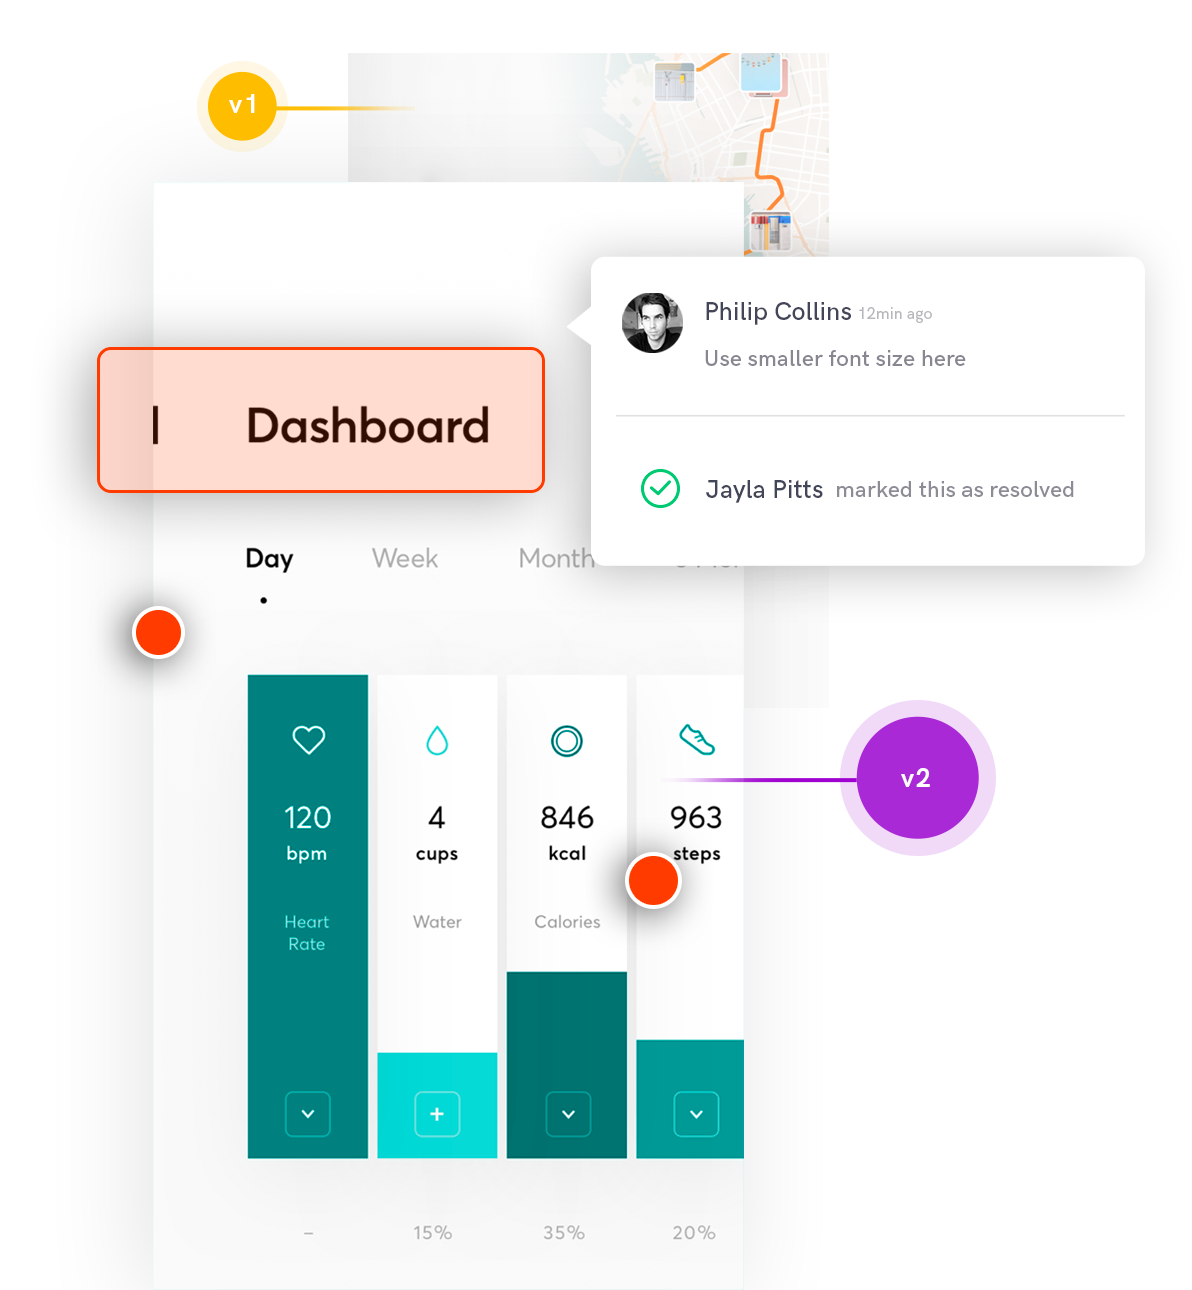 v1
Philip Collins 12min ago
Use smaller font size here
Dashboard
Jayla Pitts marked this as resolved
Day Week Month
v2
120 4 846 963
bpm cups kcal steps
Heart Water Calories
Rate
– 15% 35% 20%